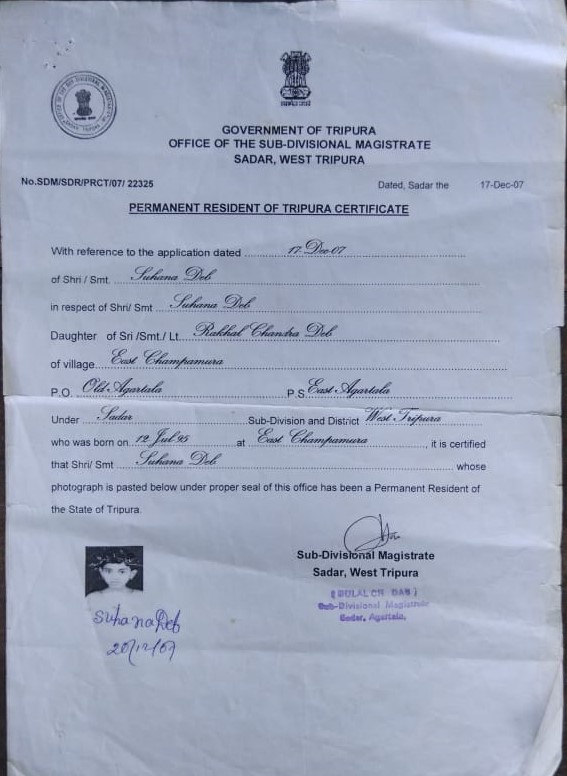 GOVERNMENT OF TRIPURA
OFFICE OF THE SUB-DIVISIONAL MAGISTRATE
SADAR, WEST TRIPURA
No.SDM/SDR/PRCT/07/ 22325 Dated, Sadar the 17-Dec-07
PERMANENT RESIDENT OF TRIPURA CERTIFICATE
With reference to the application dated 17-Dec-07
of Shri / Smt. Suhana Deb
in respect of Shri/ Smt Suhana Deb
Daughter of Sri /Smt./ Lt. Rakhal Chandra Deb
of village East Champamura
P.O. Old Agartala P.S. East Agartala
Under Sadar Sub-Division and District West Tripura
who was born on 12 Jul 95 at East Champamura, it is certified
that Shri/ Smt Suhana Deb whose
photograph is pasted below under proper seal of this office has been a Permanent Resident of
the State of Tripura.
Sub-Divisional Magistrate
Sadar, West Tripura
( DULAL CH DAS )
Sub-Divisional Magistrate
Sadar, Agartala.
Suhana Deb
20/12/07